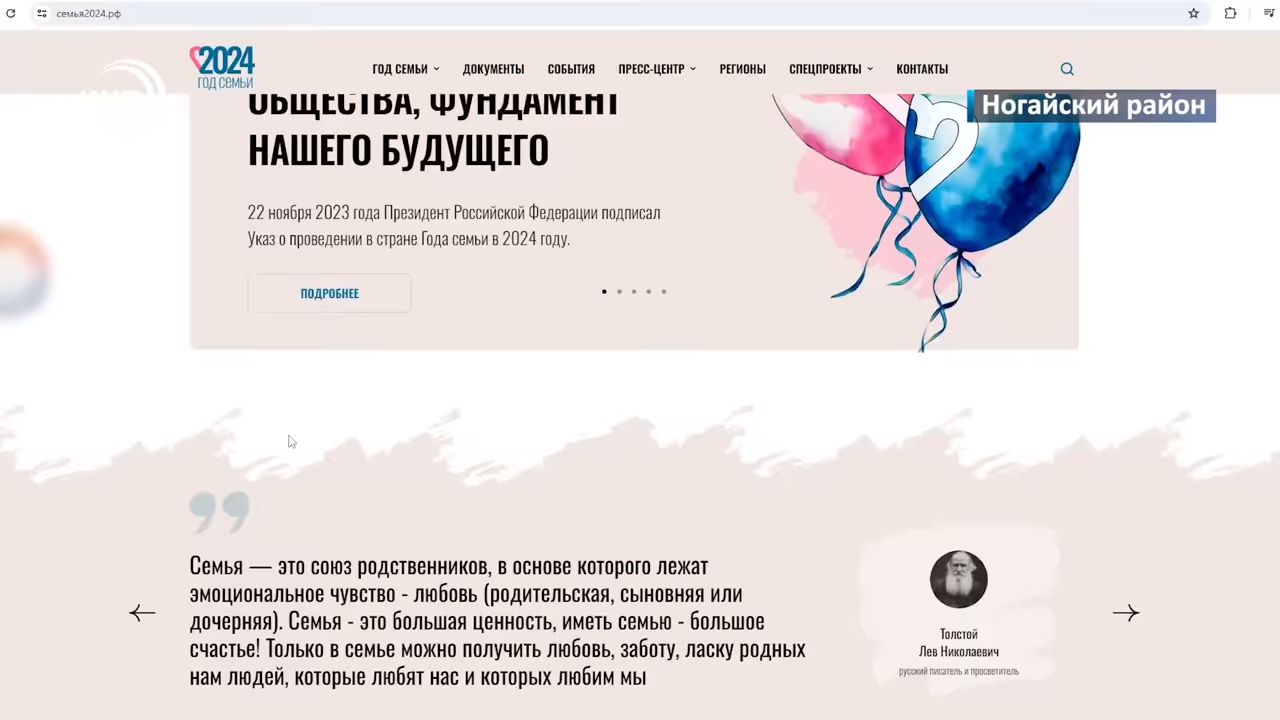 семья2024.рф
2024
ГОД СЕМЬИ
ГОД СЕМЬИ
ДОКУМЕНТЫ
СОБЫТИЯ
ПРЕСС-ЦЕНТР
РЕГИОНЫ
СПЕЦПРОЕКТЫ
КОНТАКТЫ
Ногайский район
ОБЩЕСТВА, ФУНДАМЕНТ
НАШЕГО БУДУЩЕГО
22 ноября 2023 года Президент Российской Федерации подписал
Указ о проведении в стране Года семьи в 2024 году.
ПОДРОБНЕЕ
Семья — это союз родственников, в основе которого лежат
эмоциональное чувство - любовь (родительская, сыновняя или
дочерняя). Семья - это большая ценность, иметь семью - большое
счастье! Только в семье можно получить любовь, заботу, ласку родных
нам людей, которые любят нас и которых любим мы
Толстой
Лев Николаевич
русский писатель и просветитель